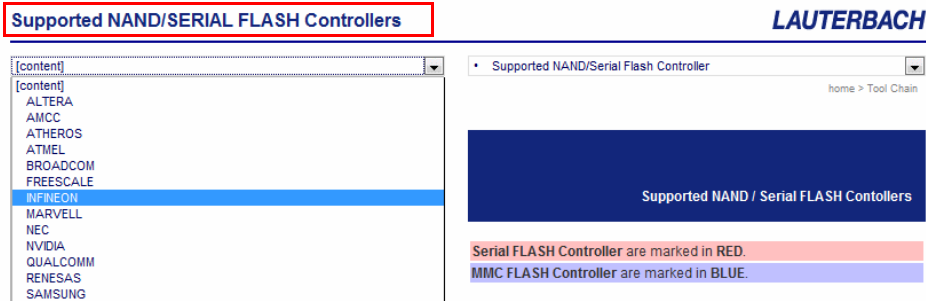 Supported NAND/SERIAL FLASH Controllers
LAUTERBACH
[content]
• Supported NAND/Serial Flash Controller
[content]
ALTERA
AMCC
ATHEROS
ATMEL
BROADCOM
FREESCALE
INFINEON
MARVELL
NEC
NVIDIA
QUALCOMM
RENESAS
SAMSUNG
home > Tool Chain
Supported NAND / Serial FLASH Contollers
Serial FLASH Controller are marked in RED.
MMC FLASH Controller are marked in BLUE.